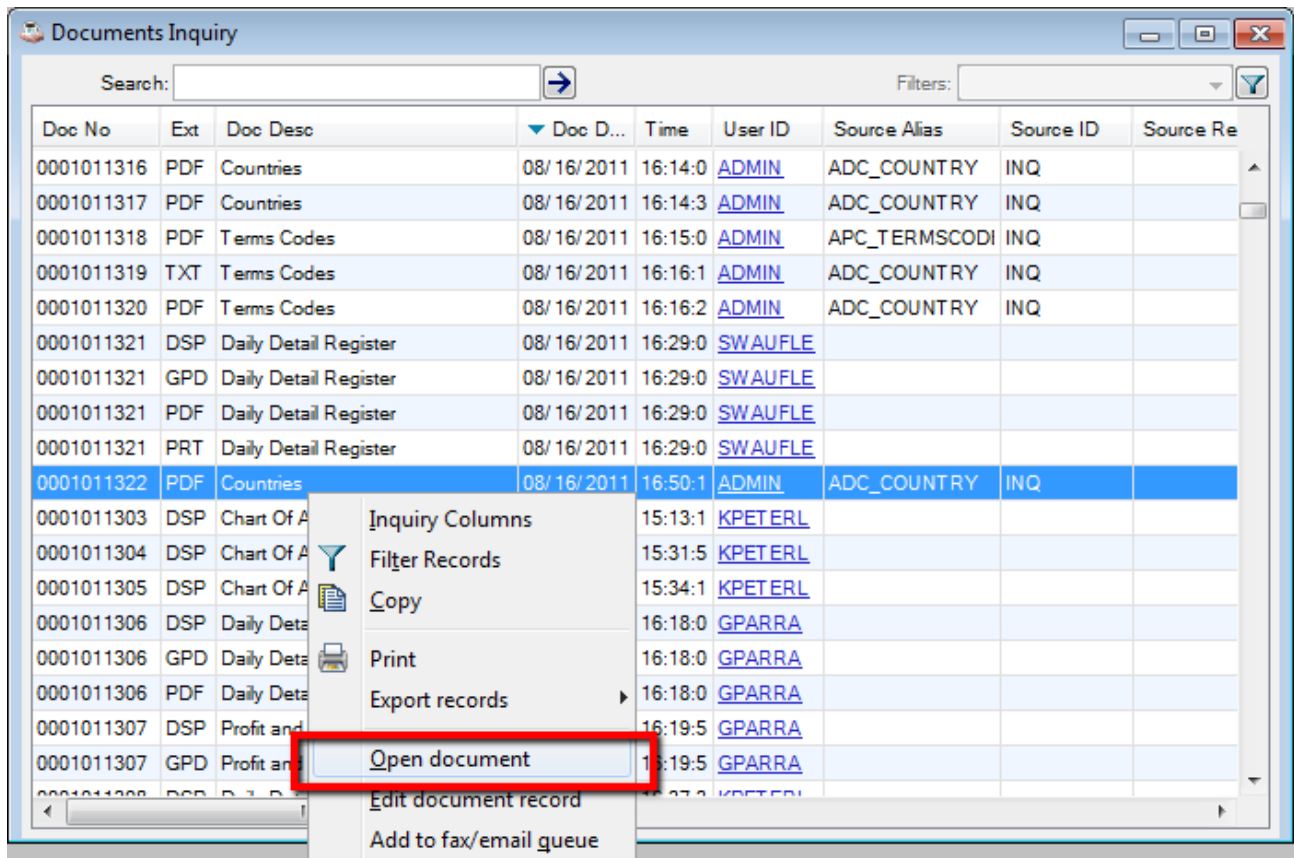 Documents Inquiry
Search: Filters:
Doc No Ext Doc Desc Doc D... Time User ID Source Alias Source ID Source Re
0001011316 PDF Countries 08/16/2011 16:14:0 ADMIN ADC_COUNTRY INQ
0001011317 PDF Countries 08/16/2011 16:14:3 ADMIN ADC_COUNTRY INQ
0001011318 PDF Terms Codes 08/16/2011 16:15:0 ADMIN APC_TERMSCODI INQ
0001011319 TXT Terms Codes 08/16/2011 16:16:1 ADMIN ADC_COUNTRY INQ
0001011320 PDF Terms Codes 08/16/2011 16:16:2 ADMIN ADC_COUNTRY INQ
0001011321 DSP Daily Detail Register 08/16/2011 16:29:0 SWAUFLE
0001011321 GPD Daily Detail Register 08/16/2011 16:29:0 SWAUFLE
0001011321 PDF Daily Detail Register 08/16/2011 16:29:0 SWAUFLE
0001011321 PRT Daily Detail Register 08/16/2011 16:29:0 SWAUFLE
0001011322 PDF Countries 08/16/2011 16:50:1 ADMIN ADC_COUNTRY INQ
0001011303 DSP Chart Of A 15:13:1 KPETERL
0001011304 DSP Chart Of A 15:31:5 KPETERL
0001011305 DSP Chart Of A 15:34:1 KPETERL
0001011306 DSP Daily Deta 16:18:0 GPARRA
0001011306 GPD Daily Deta 16:18:0 GPARRA
0001011306 PDF Daily Deta 16:18:0 GPARRA
0001011307 DSP Profit and 16:19:5 GPARRA
0001011307 GPD Profit an 16:19:5 GPARRA
Inquiry Columns
Filter Records
Copy
Print
Export records
Open document
Edit document record
Add to fax/email queue